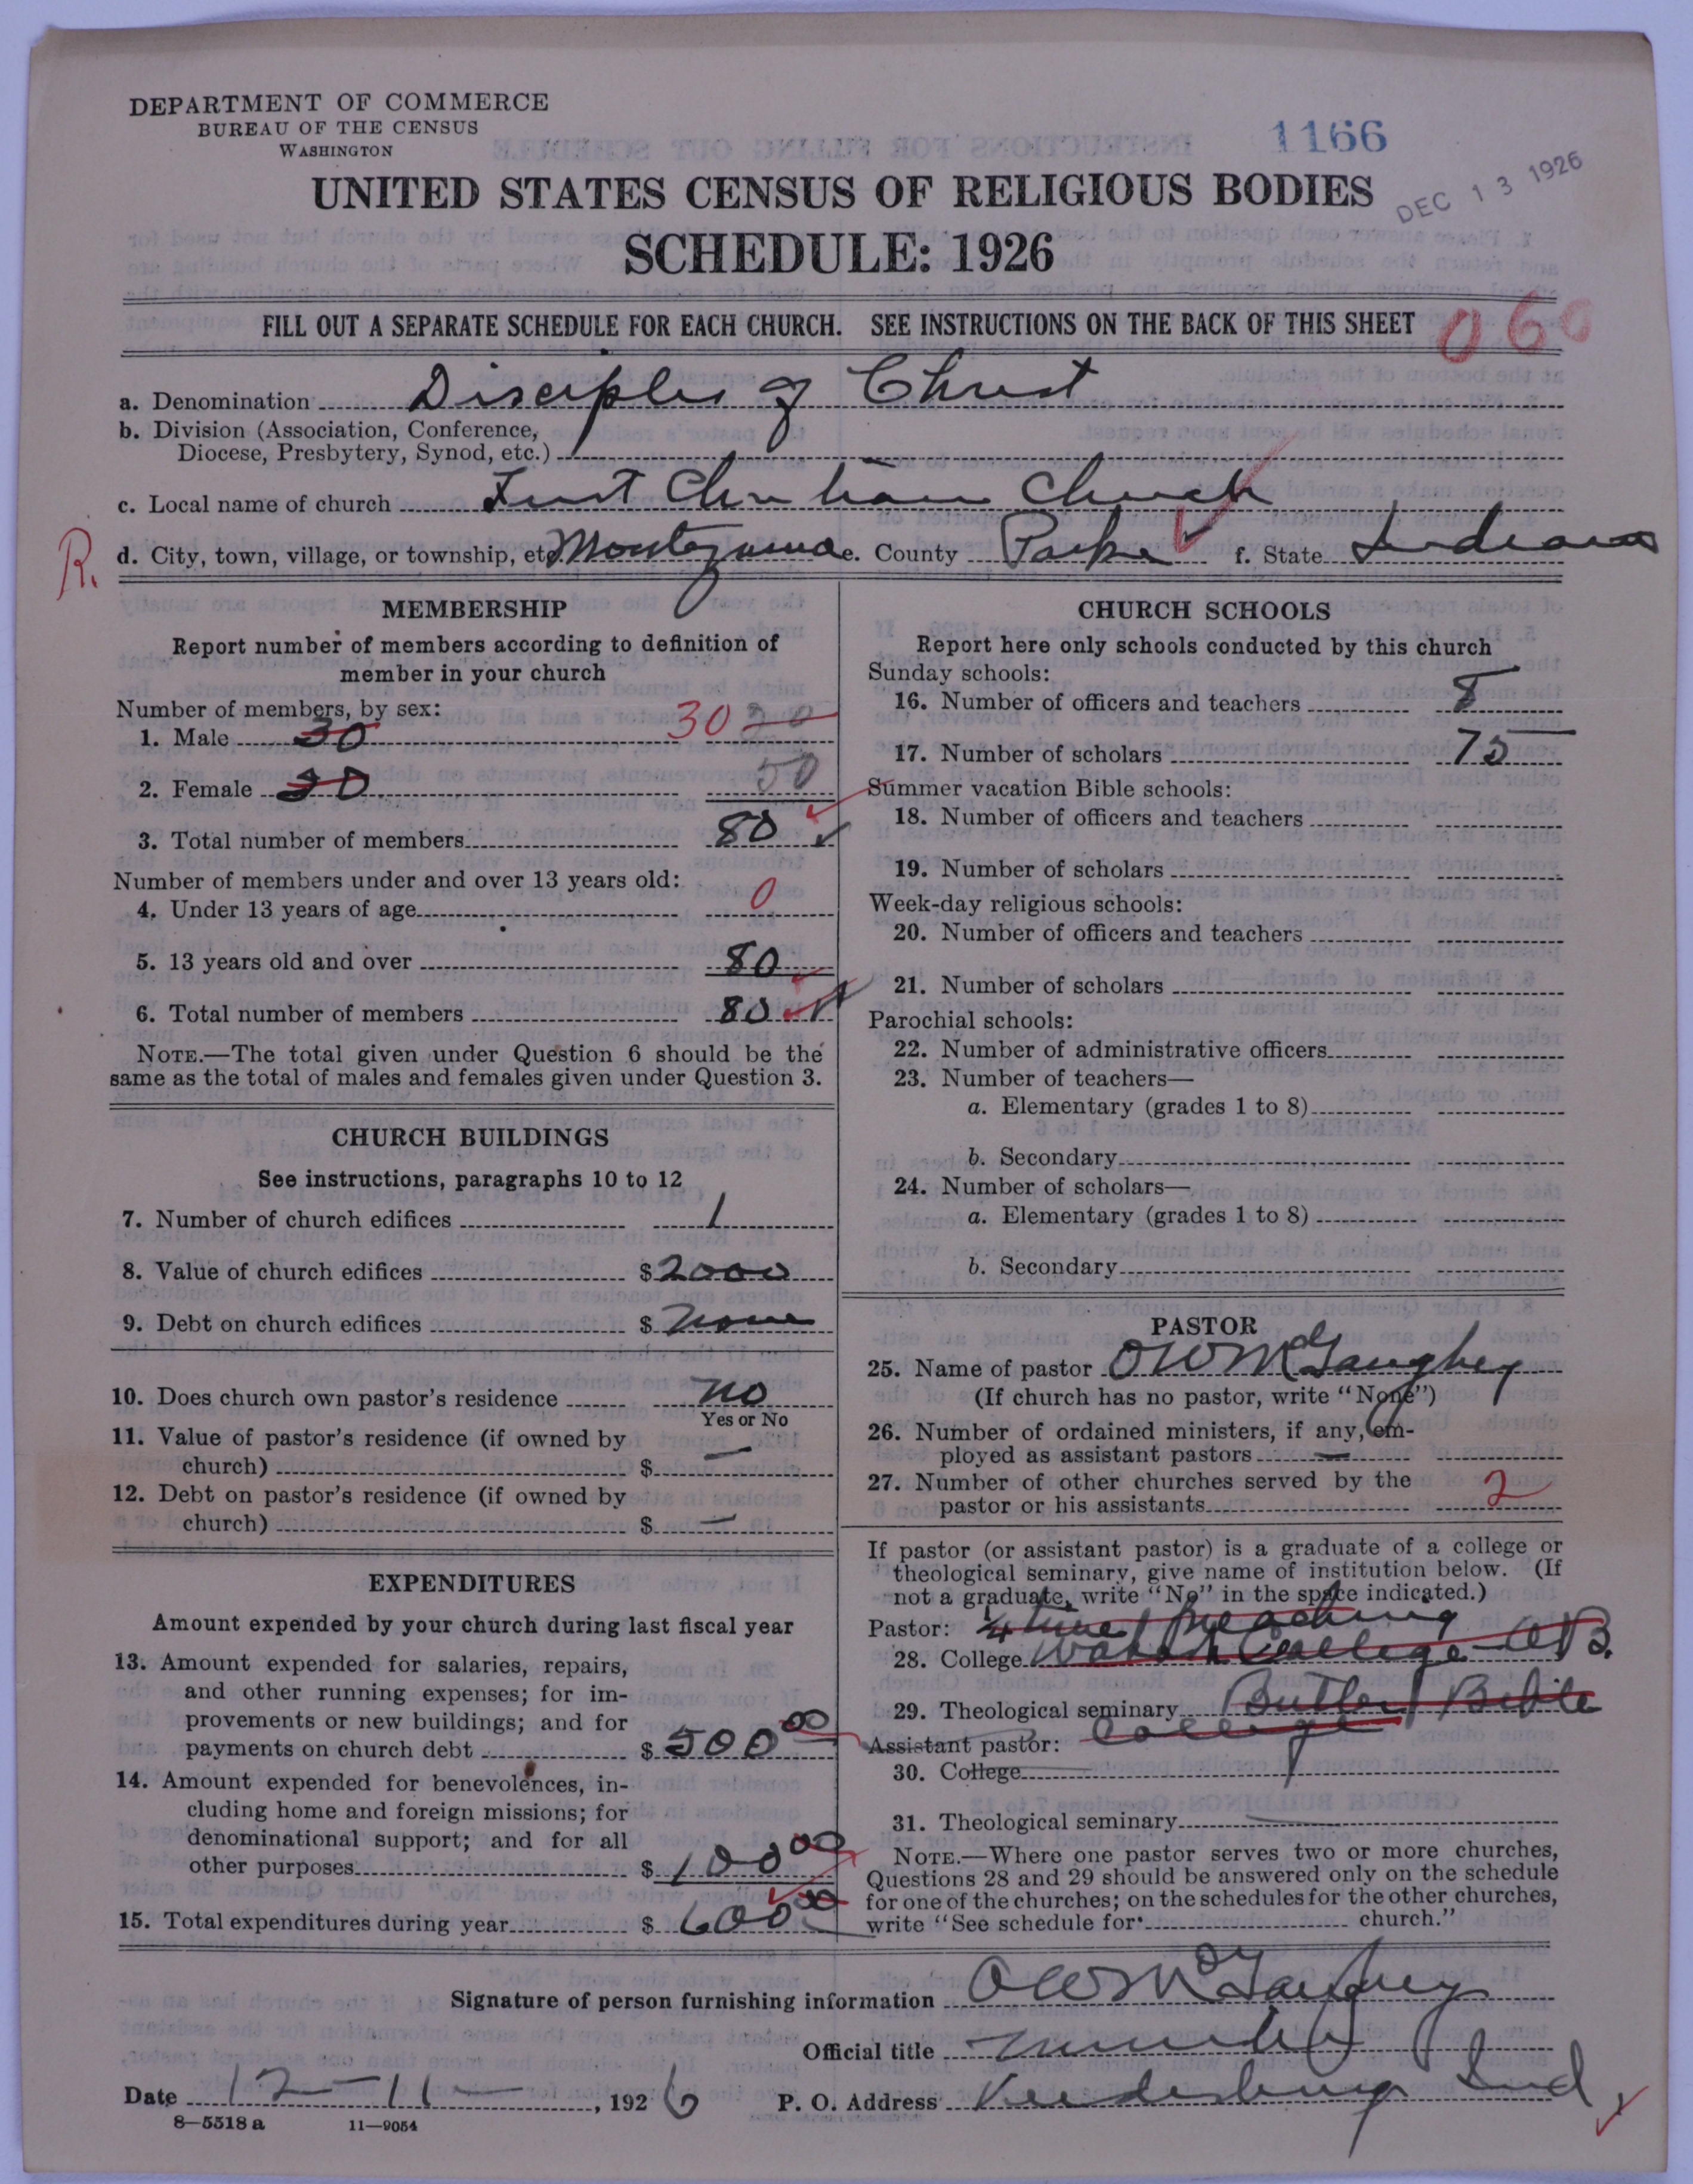 DEPARTMENT OF COMMERCE
BUREAU OF THE CENSUS
WASHINGTON
1166
DEC 13 1926
UNITED STATES CENSUS OF RELIGIOUS BODIES
SCHEDULE: 1926
FILL OUT A SEPARATE SCHEDULE FOR EACH CHURCH. SEE INSTRUCTIONS ON THE BACK OF THIS SHEET
060
a. Denomination Disciples of Christ
b. Division (Association, Conference,
Diocese, Presbytery, Synod, etc.)
c. Local name of church First Christian Church
R.
d. City, town, village, or township, etc. Montezuma e. County Parke f. State Indiana
MEMBERSHIP
Report number of members according to definition of
member in your church
Number of members, by sex:
1. Male 30 30 20
2. Female 50
3. Total number of members 80
Number of members under and over 13 years old:
4. Under 13 years of age 0
5. 13 years old and over 80
6. Total number of members 80
NOTE.—The total given under Question 6 should be the
same as the total of males and females given under Question 3.
CHURCH BUILDINGS
See instructions, paragraphs 10 to 12
7. Number of church edifices 1
8. Value of church edifices $ 2000
9. Debt on church edifices $ None
10. Does church own pastor's residence no
Yes or No
11. Value of pastor's residence (if owned by
church) $ —
12. Debt on pastor's residence (if owned by
church) $ —
EXPENDITURES
Amount expended by your church during last fiscal year
13. Amount expended for salaries, repairs,
and other running expenses; for im-
provements or new buildings; and for
payments on church debt $ 500 00
14. Amount expended for benevolences, in-
cluding home and foreign missions; for
denominational support; and for all
other purposes $ 100 00
15. Total expenditures during year $ 600 00
CHURCH SCHOOLS
Report here only schools conducted by this church
Sunday schools:
16. Number of officers and teachers 8
17. Number of scholars 75
Summer vacation Bible schools:
18. Number of officers and teachers
19. Number of scholars
Week-day religious schools:
20. Number of officers and teachers
21. Number of scholars
Parochial schools:
22. Number of administrative officers
23. Number of teachers—
a. Elementary (grades 1 to 8)
b. Secondary
24. Number of scholars—
a. Elementary (grades 1 to 8)
b. Secondary
PASTOR
25. Name of pastor O W McGaughey
(If church has no pastor, write "None")
26. Number of ordained ministers, if any, em-
ployed as assistant pastors —
27. Number of other churches served by the
pastor or his assistants 2
If pastor (or assistant pastor) is a graduate of a college or
theological seminary, give name of institution below. (If
not a graduate, write "No" in the space indicated.)
Pastor: 1/4 time preaching
28. College Wabash College A B.
29. Theological seminary Butler Bible
College
Assistant pastor:
30. College
31. Theological seminary
NOTE.—Where one pastor serves two or more churches,
Questions 28 and 29 should be answered only on the schedule
for one of the churches; on the schedules for the other churches,
write "See schedule for church."
Signature of person furnishing information O W McGaughey
Official title Minister
Date 12-11- , 1926 P. O. Address Veedersburg Ind
8—5518 a 11—9054